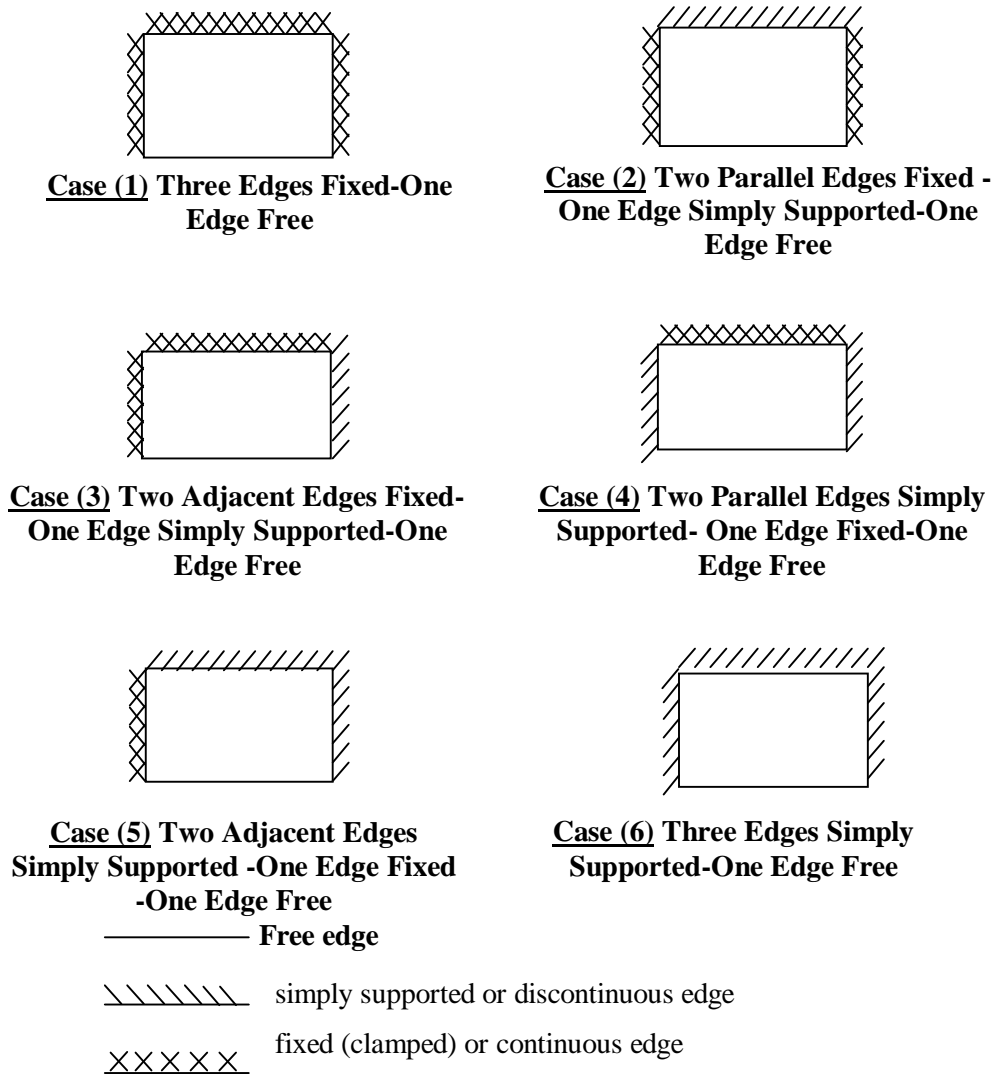 Case (1) Three Edges Fixed-One
Edge Free
Case (2) Two Parallel Edges Fixed -
One Edge Simply Supported-One
Edge Free
Case (3) Two Adjacent Edges Fixed-
One Edge Simply Supported-One
Edge Free
Case (4) Two Parallel Edges Simply
Supported- One Edge Fixed-One
Edge Free
Case (5) Two Adjacent Edges
Simply Supported -One Edge Fixed
-One Edge Free
Case (6) Three Edges Simply
Supported-One Edge Free
Free edge
simply supported or discontinuous edge
fixed (clamped) or continuous edge